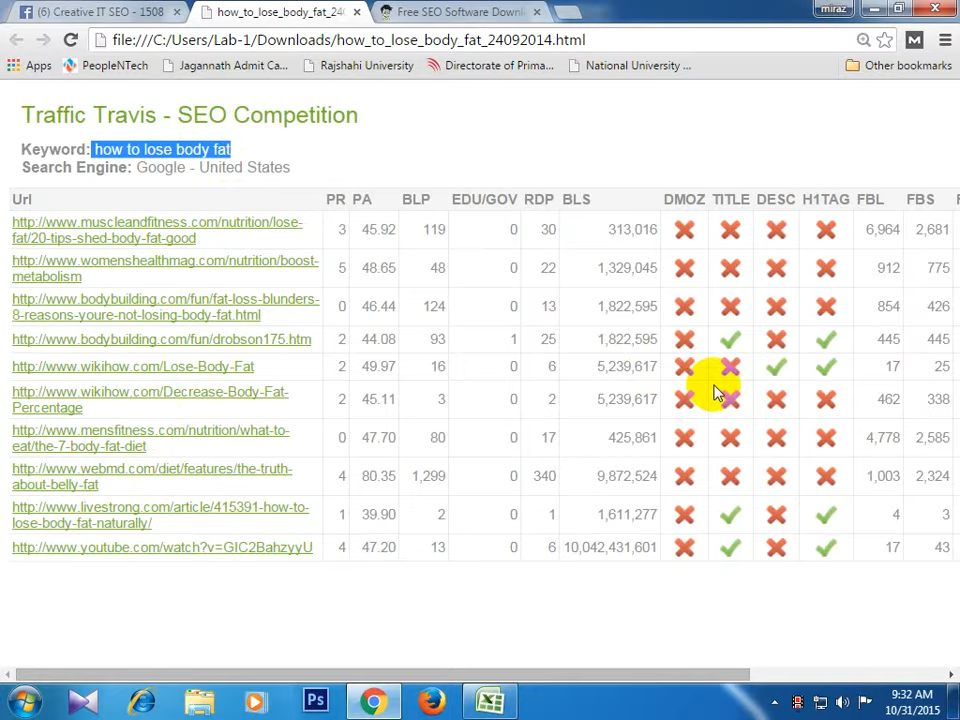 (6) Creative IT SEO - 1508
how_to_lose_body_fat_240
Free SEO Software Downl
miraz
file:///C:/Users/Lab-1/Downloads/how_to_lose_body_fat_24092014.html
Apps
PeopleNTech
Jagannath Admit Ca...
Rajshahi University
Directorate of Prima...
National University ...
Other bookmarks
Traffic Travis - SEO Competition
Keyword: how to lose body fat
Search Engine: Google - United States
Url PR PA BLP EDU/GOV RDP BLS DMOZ TITLE DESC H1TAG FBL FBS
http://www.muscleandfitness.com/nutrition/lose-
fat/20-tips-shed-body-fat-good
3 45.92 119 0 30 313,016 6,964 2,681
http://www.womenshealthmag.com/nutrition/boost-
metabolism
5 48.65 48 0 22 1,329,045 912 775
http://www.bodybuilding.com/fun/fat-loss-blunders-
8-reasons-youre-not-losing-body-fat.html
0 46.44 124 0 13 1,822,595 854 426
http://www.bodybuilding.com/fun/drobson175.htm 2 44.08 93 1 25 1,822,595 445 445
http://www.wikihow.com/Lose-Body-Fat 2 49.97 16 0 6 5,239,617 17 25
http://www.wikihow.com/Decrease-Body-Fat-
Percentage
2 45.11 3 0 2 5,239,617 462 338
http://www.mensfitness.com/nutrition/what-to-
eat/the-7-body-fat-diet
0 47.70 80 0 17 425,861 4,778 2,585
http://www.webmd.com/diet/features/the-truth-
about-belly-fat
4 80.35 1,299 0 340 9,872,524 1,003 2,324
http://www.livestrong.com/article/415391-how-to-
lose-body-fat-naturally/
1 39.90 2 0 1 1,611,277 4 3
http://www.youtube.com/watch?v=GIC2BahzyyU 4 47.20 13 0 6 10,042,431,601 17 43
9:32 AM
10/31/2015